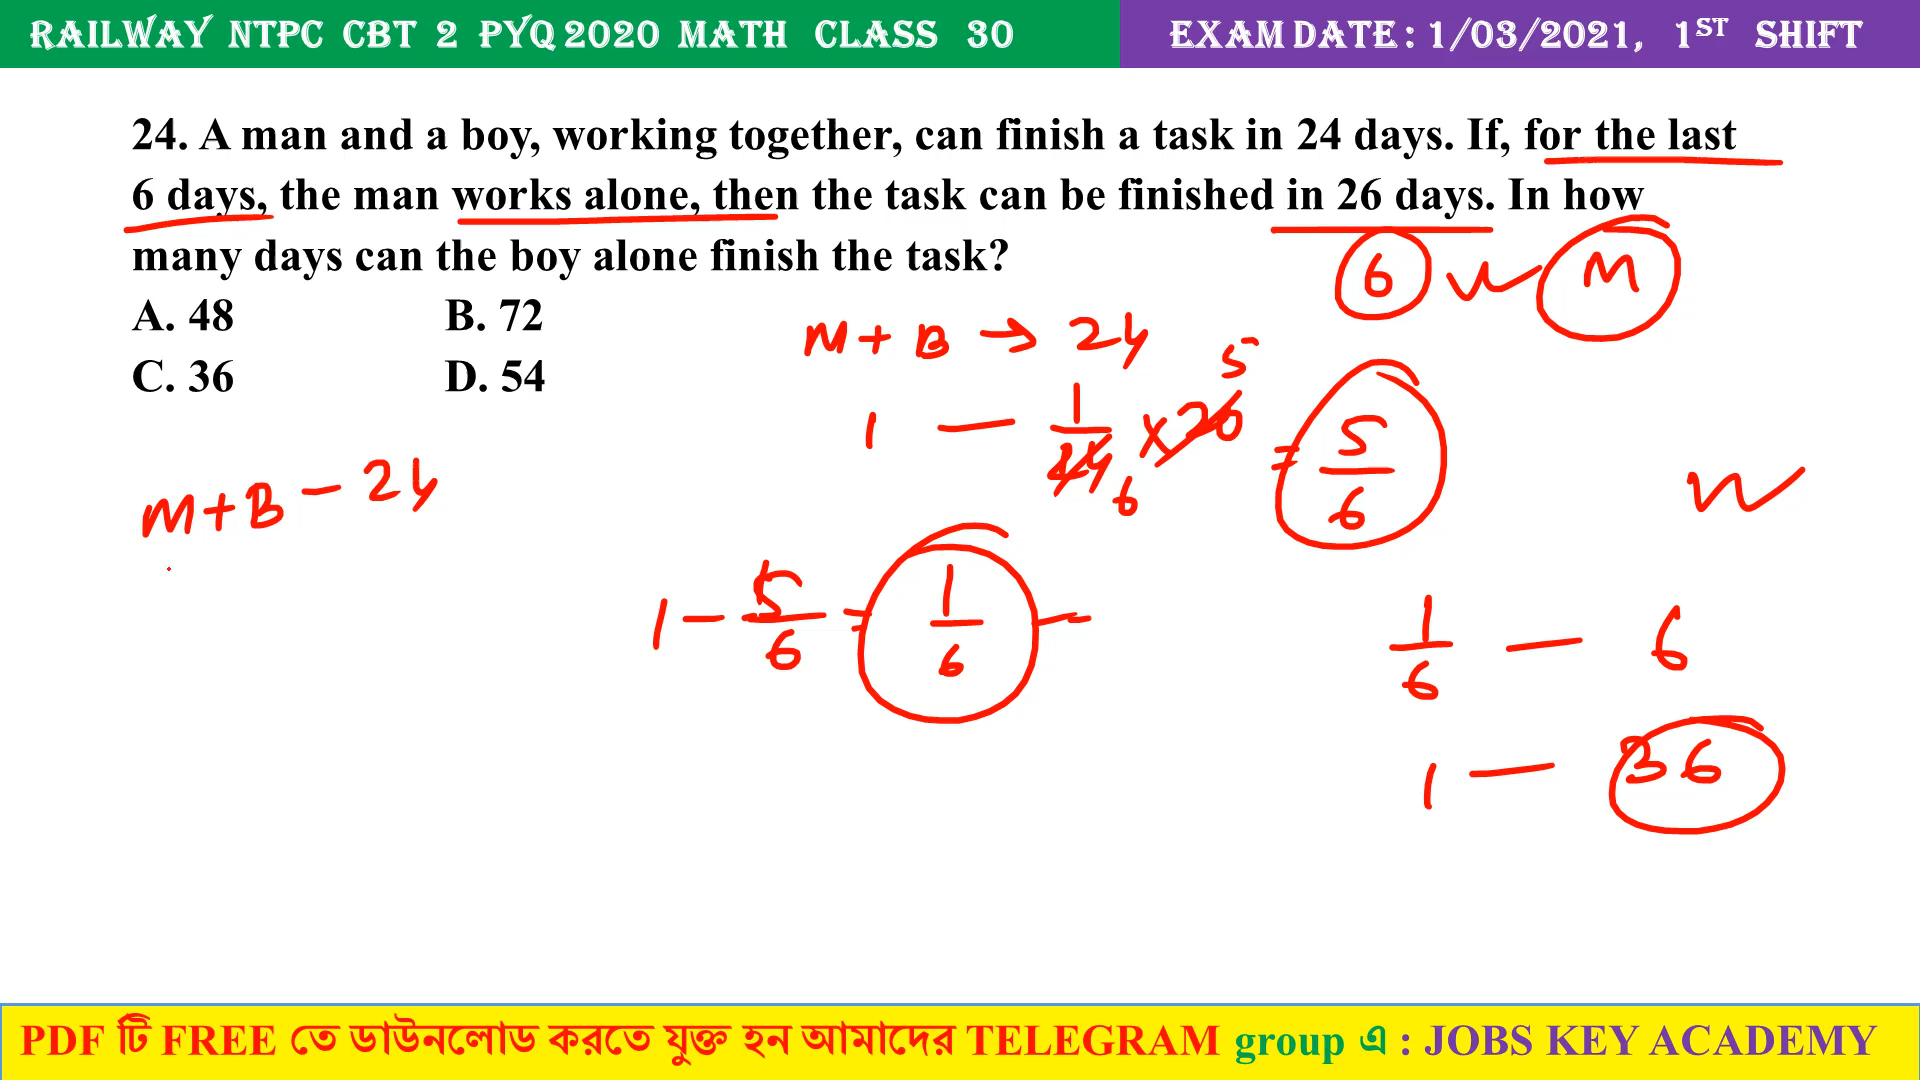 RAILWAY NTPC CBT 2 PYQ 2020 MATH CLASS 30
EXAM DATE : 1/03/2021, 1ST SHIFT
24. A man and a boy, working together, can finish a task in 24 days. If, for the last
6 days, the man works alone, then the task can be finished in 26 days. In how
many days can the boy alone finish the task?
A. 48 B. 72
C. 36 D. 54
6 W M
M + B → 24
1 — 1/24 × 20 = 5/6
5
6
M + B — 24
1 - 5/6 = 1/6 -
W
1/6 — 6
1 — 36
PDF টি FREE তে ডাউনলোড করতে যুক্ত হন আমাদের TELEGRAM group এ : JOBS KEY ACADEMY